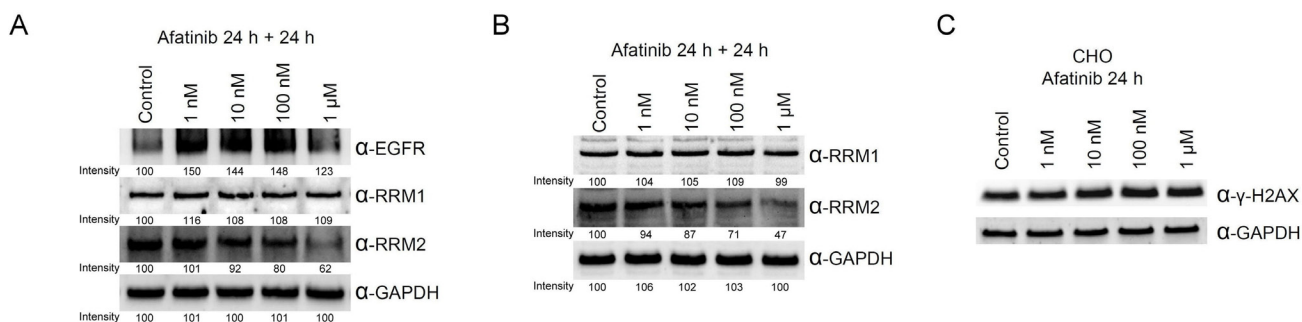 A
Afatinib 24 h + 24 h
Control
1 nM
10 nM
100 nM
1 µM
α-EGFR
Intensity 100 150 144 148 123
α-RRM1
Intensity 100 116 108 108 109
α-RRM2
Intensity 100 101 92 80 62
α-GAPDH
Intensity 100 101 100 101 100
B
Afatinib 24 h + 24 h
Control
1 nM
10 nM
100 nM
1 µM
α-RRM1
Intensity 100 104 105 109 99
α-RRM2
Intensity 100 94 87 71 47
α-GAPDH
Intensity 100 106 102 103 100
C
CHO
Afatinib 24 h
Control
1 nM
10 nM
100 nM
1 µM
α-γ-H2AX
α-GAPDH